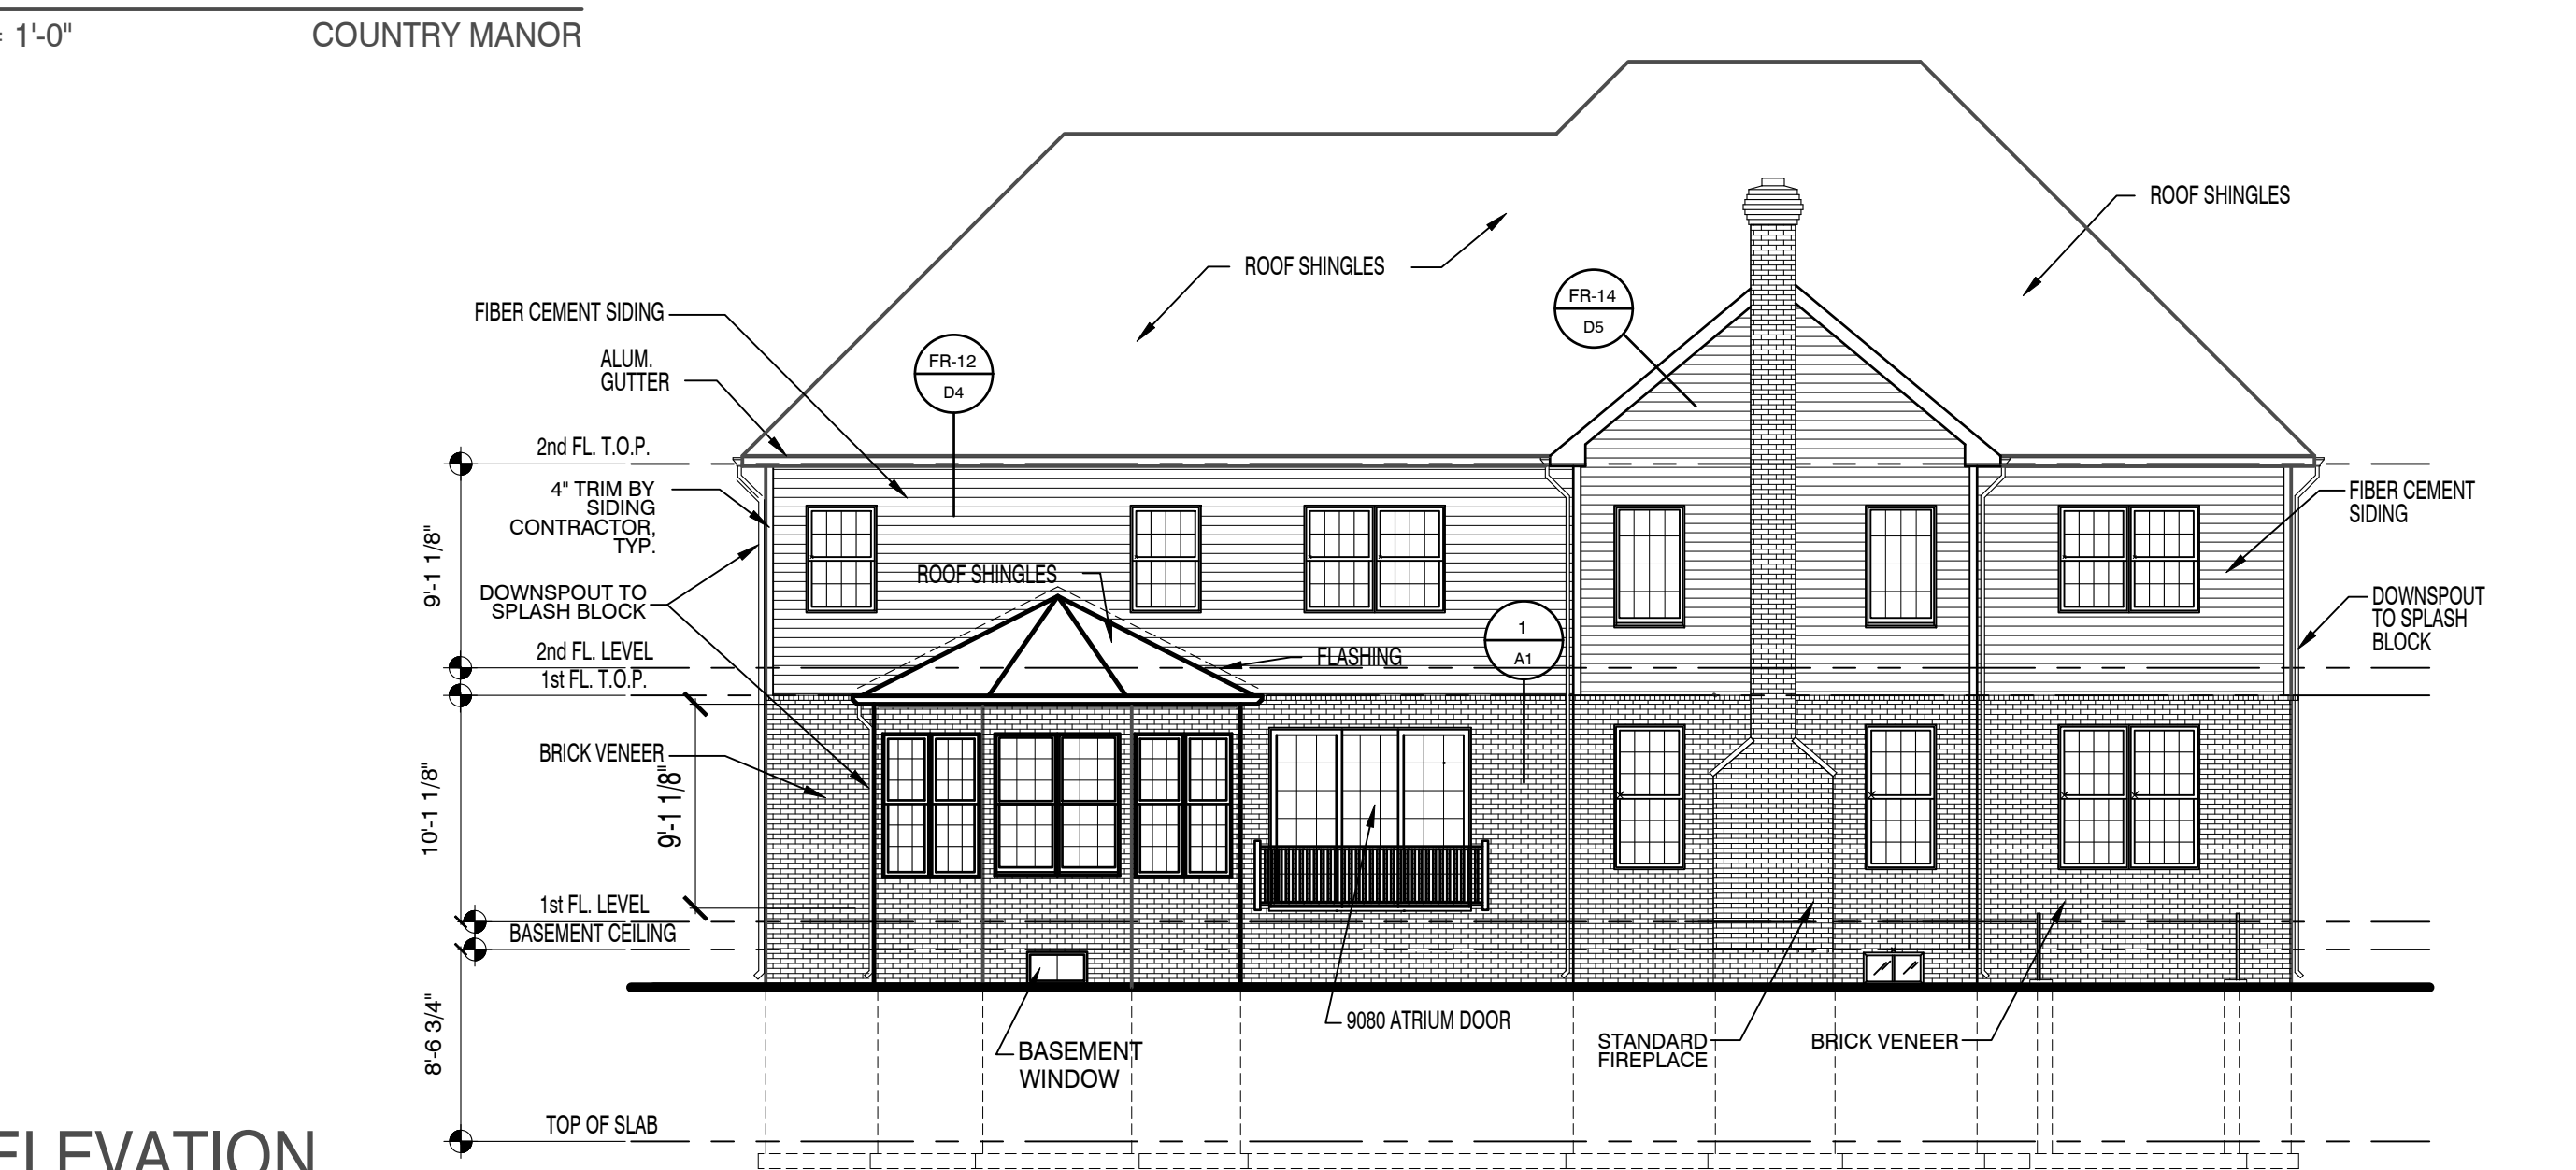 = 1'-0"
COUNTRY MANOR
ROOF SHINGLES
ROOF SHINGLES
FIBER CEMENT SIDING
FR-14
D5
ALUM.
GUTTER
FR-12
D4
2nd FL. T.O.P.
4" TRIM BY
SIDING
CONTRACTOR,
TYP.
FIBER CEMENT
SIDING
9'-1 1/8"
ROOF SHINGLES
DOWNSPOUT TO
SPLASH BLOCK
DOWNSPOUT
TO SPLASH
BLOCK
1
A1
2nd FL. LEVEL
FLASHING
1st FL. T.O.P.
BRICK VENEER
10'-1 1/8"
9'-1 1/8"
1st FL. LEVEL
BASEMENT CEILING
8'-6 3/4"
9080 ATRIUM DOOR
BASEMENT
WINDOW
STANDARD
FIREPLACE
BRICK VENEER
TOP OF SLAB
ELEVATION